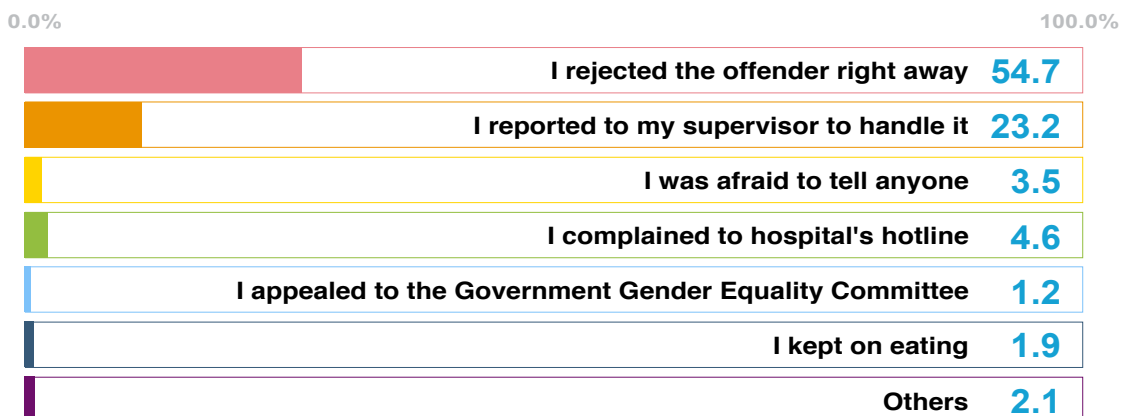 0.0% 100.0%
I rejected the offender right away 54.7
I reported to my supervisor to handle it 23.2
I was afraid to tell anyone 3.5
I complained to hospital's hotline 4.6
I appealed to the Government Gender Equality Committee 1.2
I kept on eating 1.9
Others 2.1